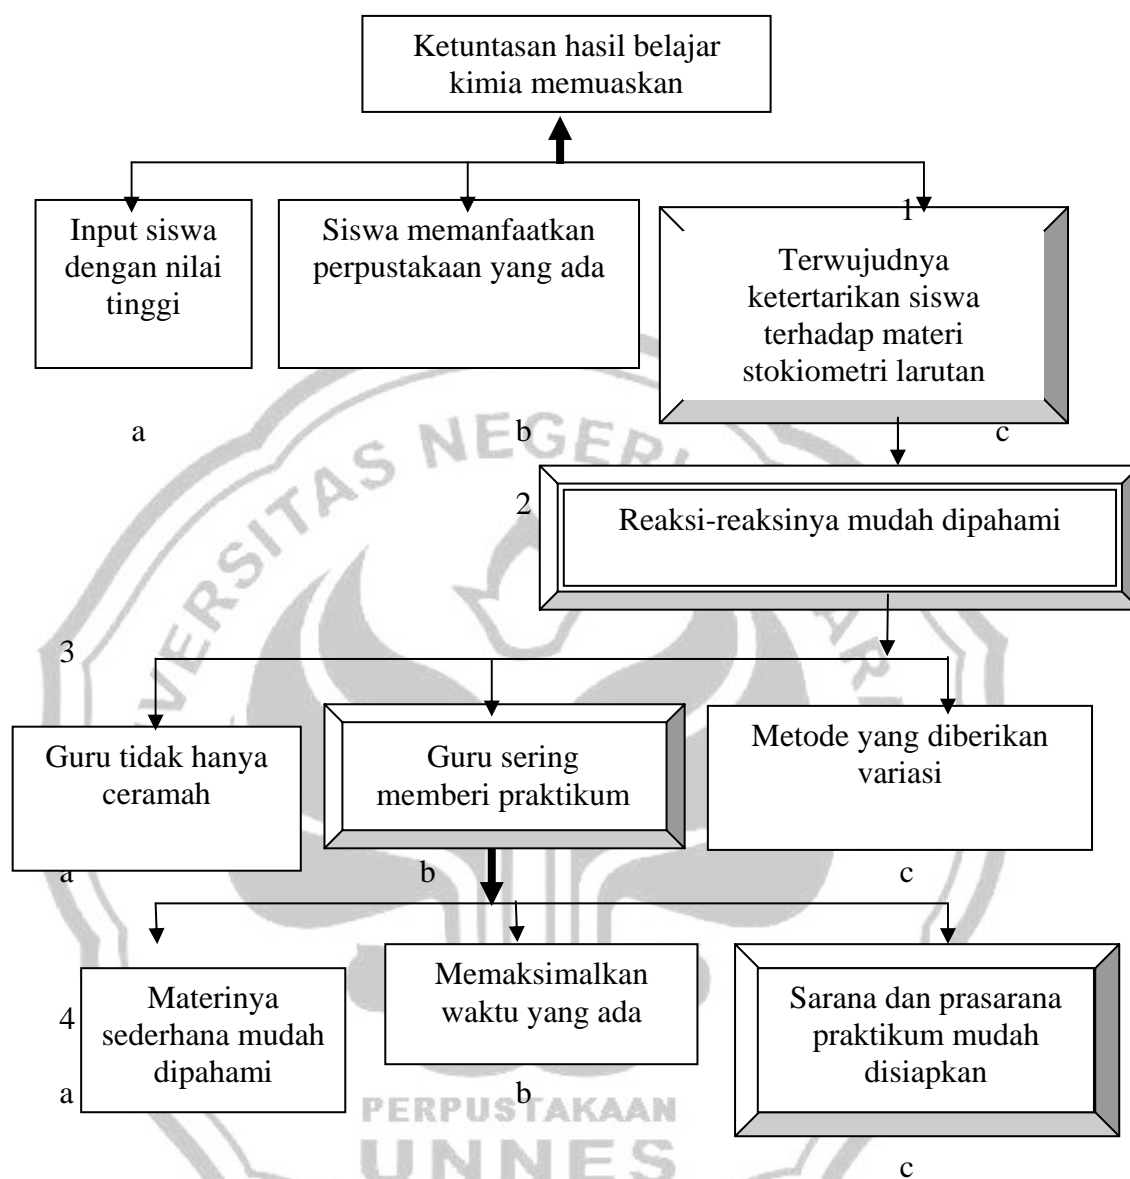 Ketuntasan hasil belajar
kimia memuaskan
Input siswa
dengan nilai
tinggi
Siswa memanfaatkan
perpustakaan yang ada
1
Terwujudnya
ketertarikan siswa
terhadap materi
stokiometri larutan
a
b
c
2
Reaksi-reaksinya mudah dipahami
3
Guru tidak hanya
ceramah
Guru sering
memberi praktikum
Metode yang diberikan
variasi
a
b
c
4
Materinya
sederhana mudah
dipahami
Memaksimalkan
waktu yang ada
Sarana dan prasarana
praktikum mudah
disiapkan
a
b
c
PERPUSTAKAAN
UNNES